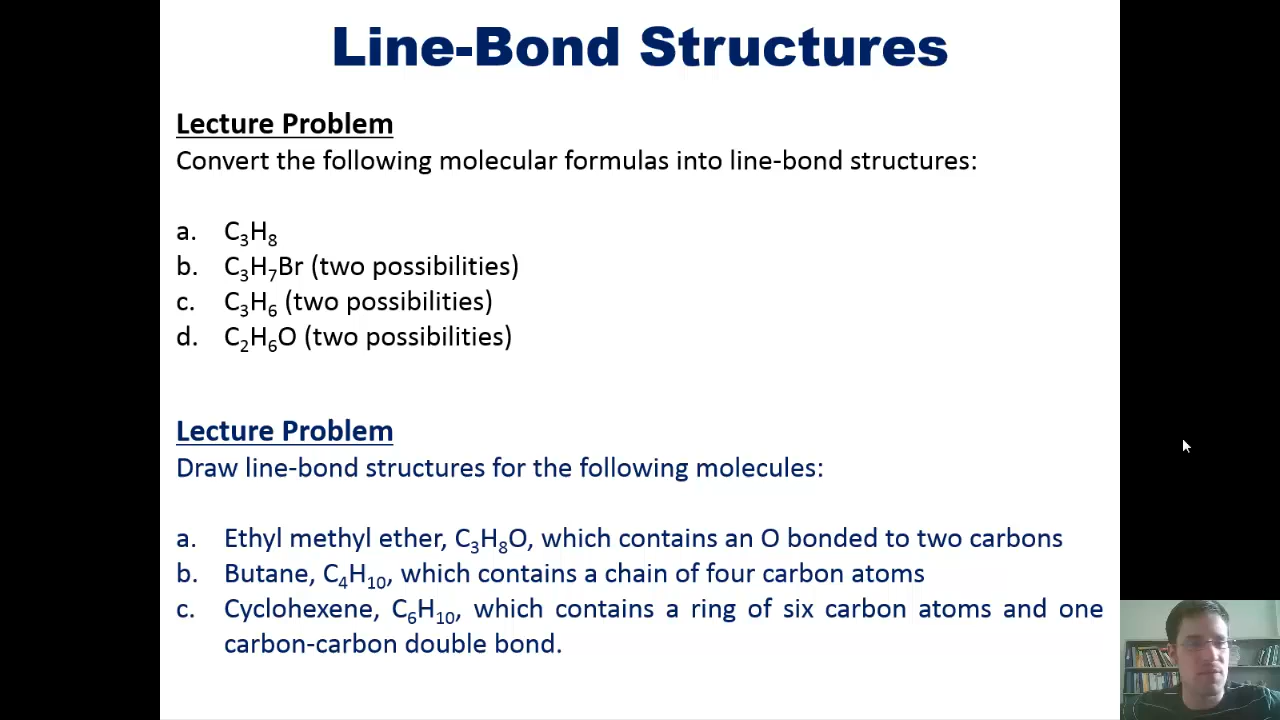 Line-Bond Structures
Lecture Problem
Convert the following molecular formulas into line-bond structures:
a. C₃H₈
b. C₃H₇Br (two possibilities)
c. C₃H₆ (two possibilities)
d. C₂H₆O (two possibilities)
Lecture Problem
Draw line-bond structures for the following molecules:
a. Ethyl methyl ether, C₃H₈O, which contains an O bonded to two carbons
b. Butane, C₄H₁₀, which contains a chain of four carbon atoms
c. Cyclohexene, C₆H₁₀, which contains a ring of six carbon atoms and one
carbon-carbon double bond.